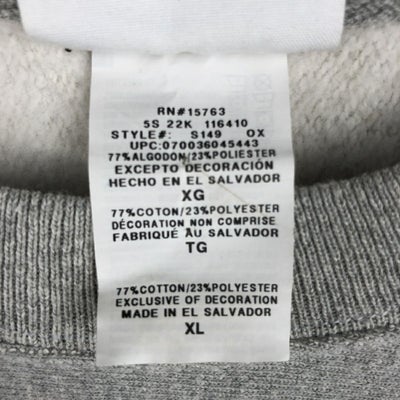 RN#15763
5S 22K 116410
STYLE#: S149 OX
UPC:070036045443
77%ALGODON/23%POLIESTER
EXCEPTO DECORACION
HECHO EN EL SALVADOR
XG
77%COTON/23%POLYESTER
DÉCORATION NON COMPRISE
FABRIQUÉ AU SALVADOR
TG
77%COTTON/23%POLYESTER
EXCLUSIVE OF DECORATION
MADE IN EL SALVADOR
XL